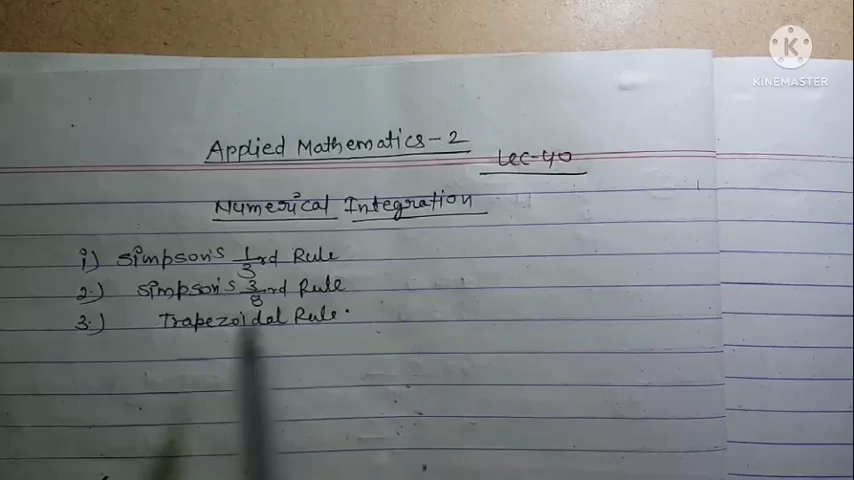 K
KINEMASTER
Applied Mathematics-2
Lec-40
Numerical Integration
i) Simpson's 1/3rd Rule
2.) Simpson's 3/8rd Rule
3.) Trapezoidal Rule.